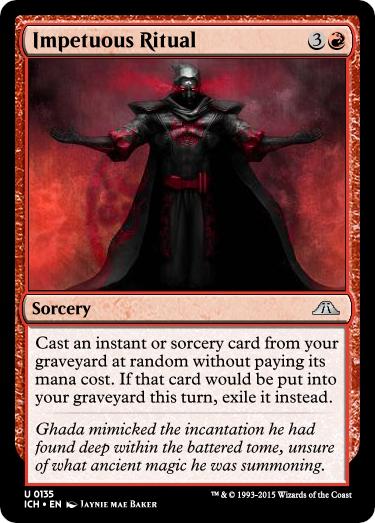 Impetuous Ritual 3
Sorcery
Cast an instant or sorcery card from your
graveyard at random without paying its
mana cost. If that card would be put into
your graveyard this turn, exile it instead.
Ghada mimicked the incantation he had
found deep within the battered tome, unsure
of what ancient magic he was summoning.
U 0135
ICH • EN JAYNIE MAE BAKER
™ & © 1993-2015 Wizards of the Coast